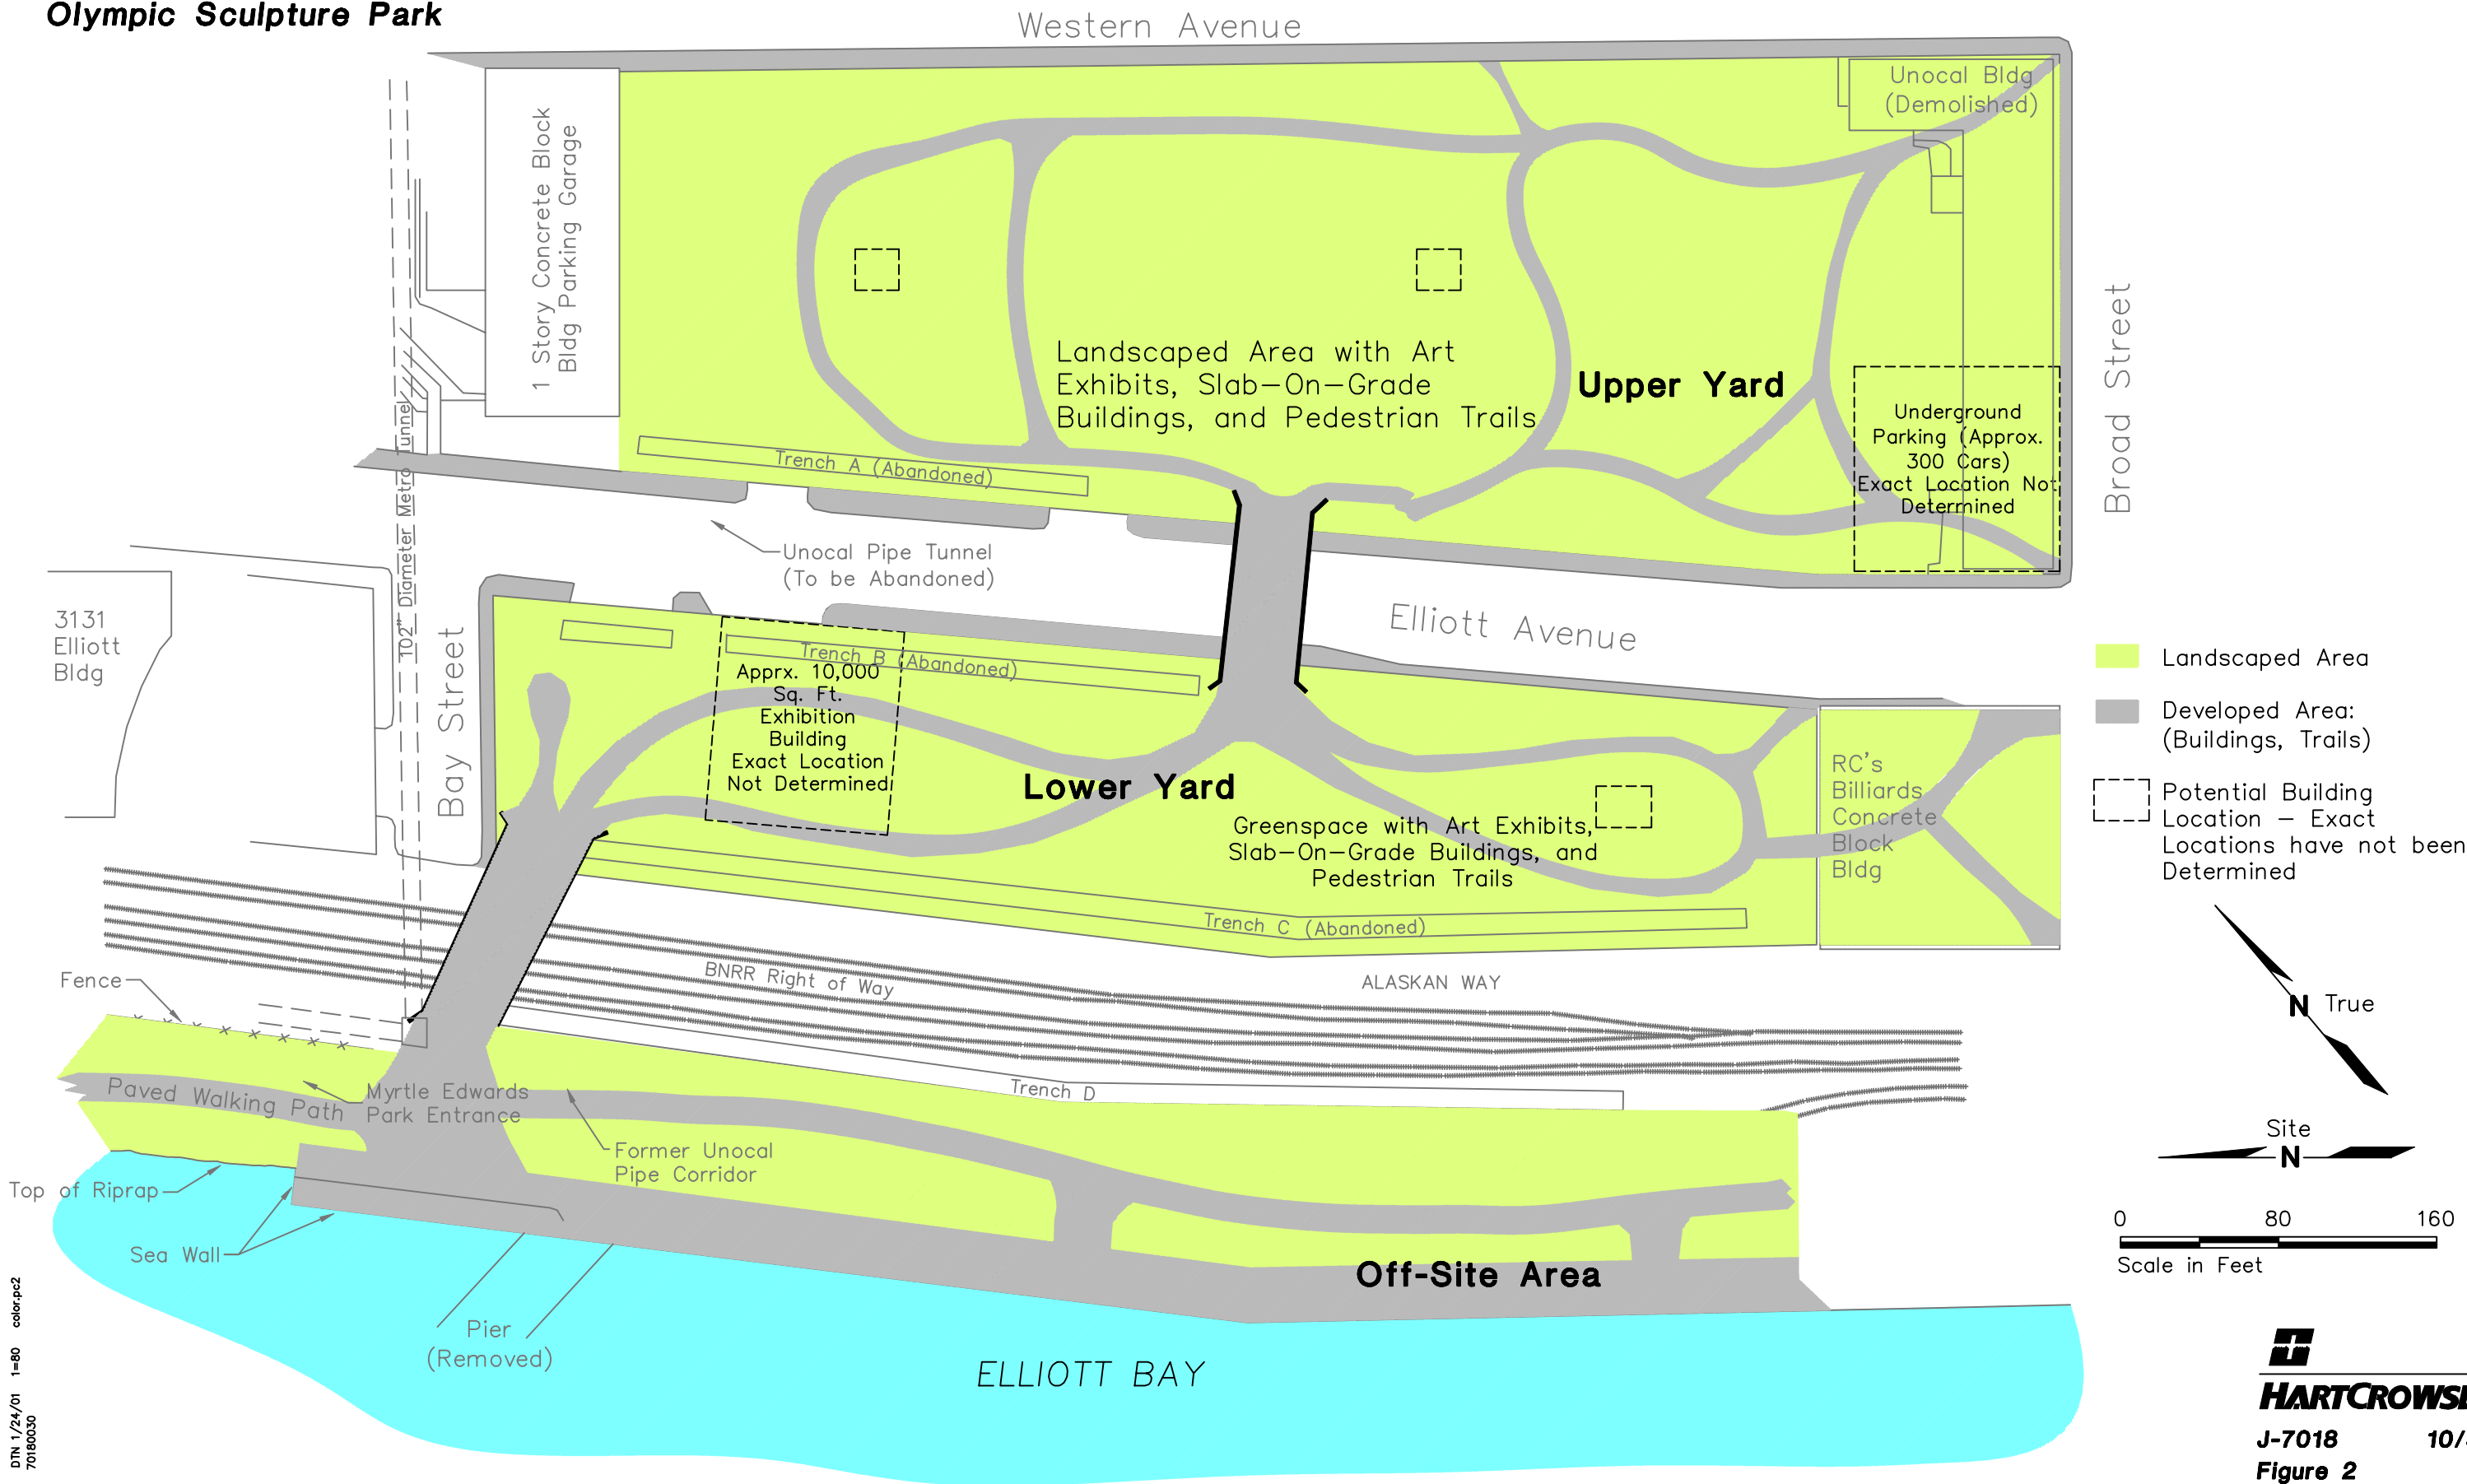 Olympic Sculpture Park
Western Avenue
Unocal Bldg
(Demolished)
1 Story Concrete Block
Bldg Parking Garage
Broad Street
Landscaped Area with Art
Exhibits, Slab-On-Grade
Buildings, and Pedestrian Trails
Upper Yard
Underground
Parking (Approx.
300 Cars)
Exact Location Not
Determined
Trench A (Abandoned)
102" Diameter Metro Tunnel
Unocal Pipe Tunnel
(To be Abandoned)
Elliott Avenue
3131
Elliott
Bldg
Bay Street
Trench B (Abandoned)
Apprx. 10,000
Sq. Ft.
Exhibition
Building
Exact Location
Not Determined
Lower Yard
Greenspace with Art Exhibits,
Slab-On-Grade Buildings, and
Pedestrian Trails
RC's
Billiards
Concrete
Block
Bldg
Trench C (Abandoned)
Landscaped Area
Developed Area:
(Buildings, Trails)
Potential Building
Location - Exact
Locations have not been
Determined
BNRR Right of Way
ALASKAN WAY
Fence
N True
Trench D
Paved Walking Path
Myrtle Edwards
Park Entrance
Former Unocal
Pipe Corridor
Top of Riprap
Sea Wall
Site
N
0 80 160
Scale in Feet
Off-Site Area
Pier
(Removed)
ELLIOTT BAY
DTN 1/24/01 1=80 color.pc2
70180030
HARTCROWS
J-7018 10/
Figure 2